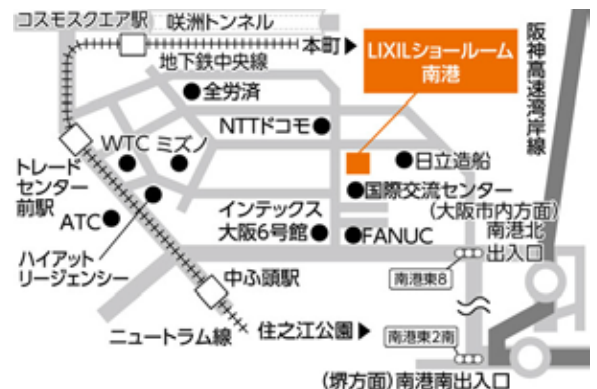 コスモスクエア駅
咲洲トンネル
本町▶
地下鉄中央線
LIXILショールーム
南港
阪神高速湾岸線
全労済
NTTドコモ
WTC
ミズノ
日立造船
トレード
センター
前駅
国際交流センター
(大阪市内方面)
南港北
出入口
ATC
インテックス
大阪6号館
FANUC
ハイアット
リージェンシー
中ふ頭駅
南港東8
ニュートラム線
住之江公園▶
南港東2南
(堺方面)南港南出入口